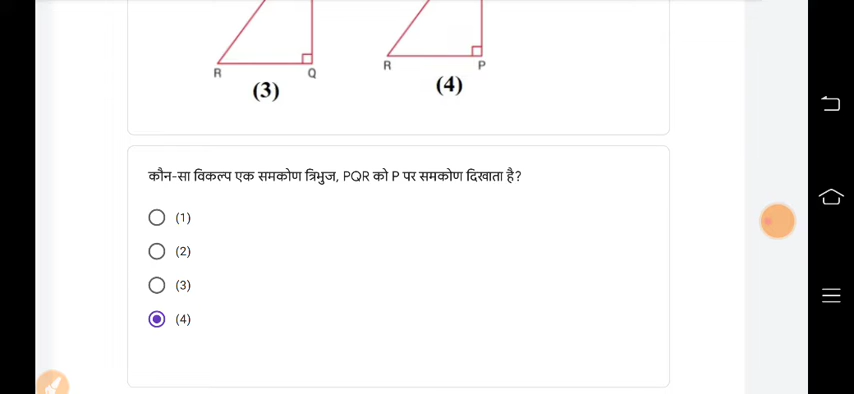 R Q R P
(3) (4)
कौन-सा विकल्प एक समकोण त्रिभुज, PQR को P पर समकोण दिखाता है?
(1)
(2)
(3)
(4)